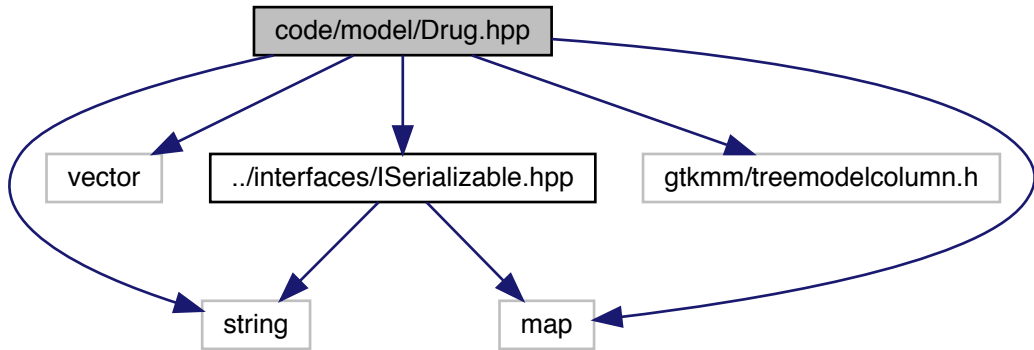 code/model/Drug.hpp
vector
../interfaces/ISerializable.hpp
gtkmm/treemodelcolumn.h
string
map